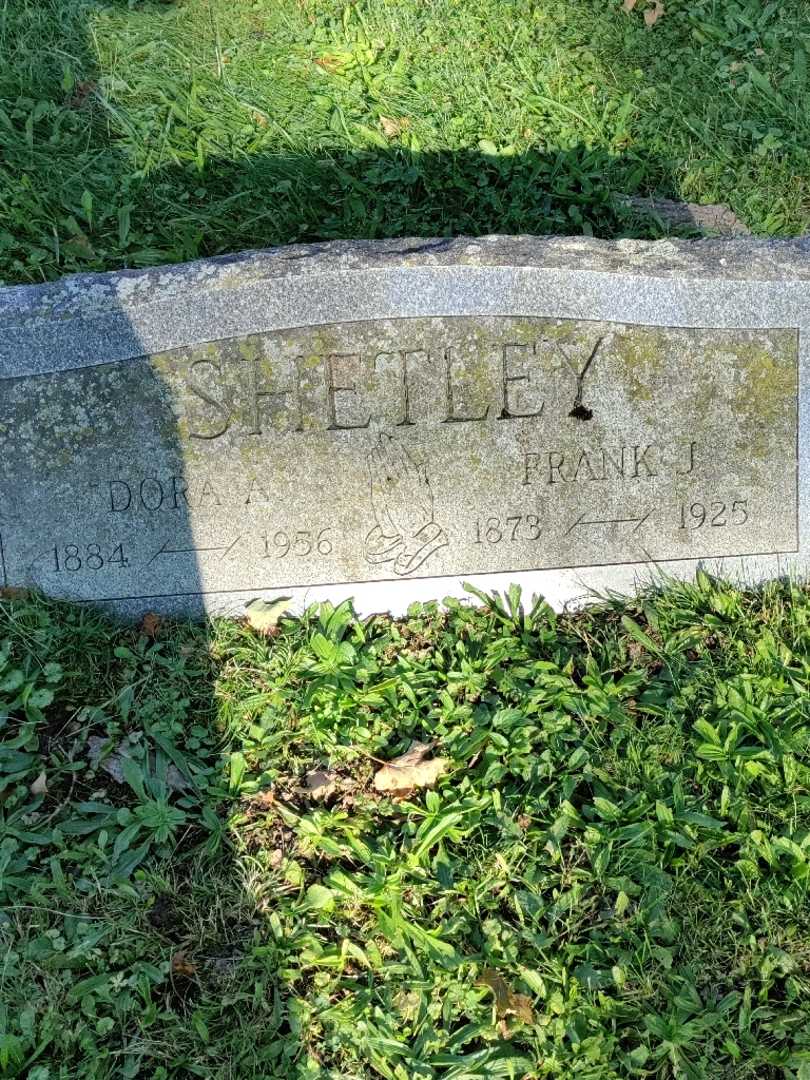 SHETLEY
DORA A
FRANK J
1884 — 1956
1873 — 1925